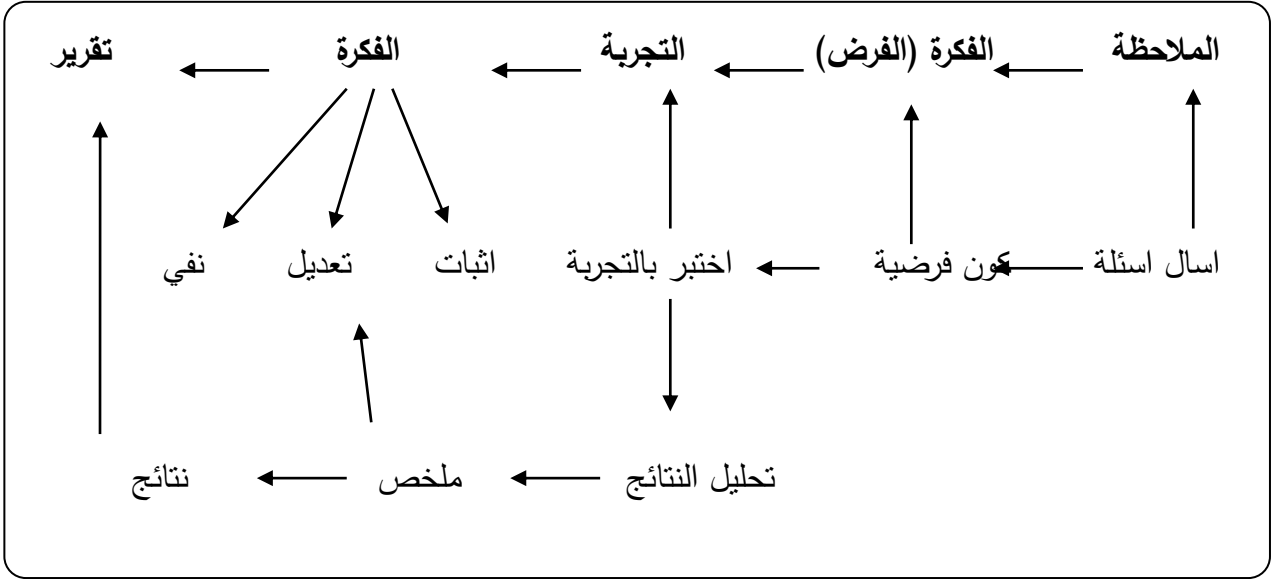 الملاحظة الفكرة (الفرض) التجربة الفكرة تقرير
اسال اسئلة كون فرضية اختبر بالتجربة اثبات تعديل نفي
تحليل النتائج ملخص نتائج